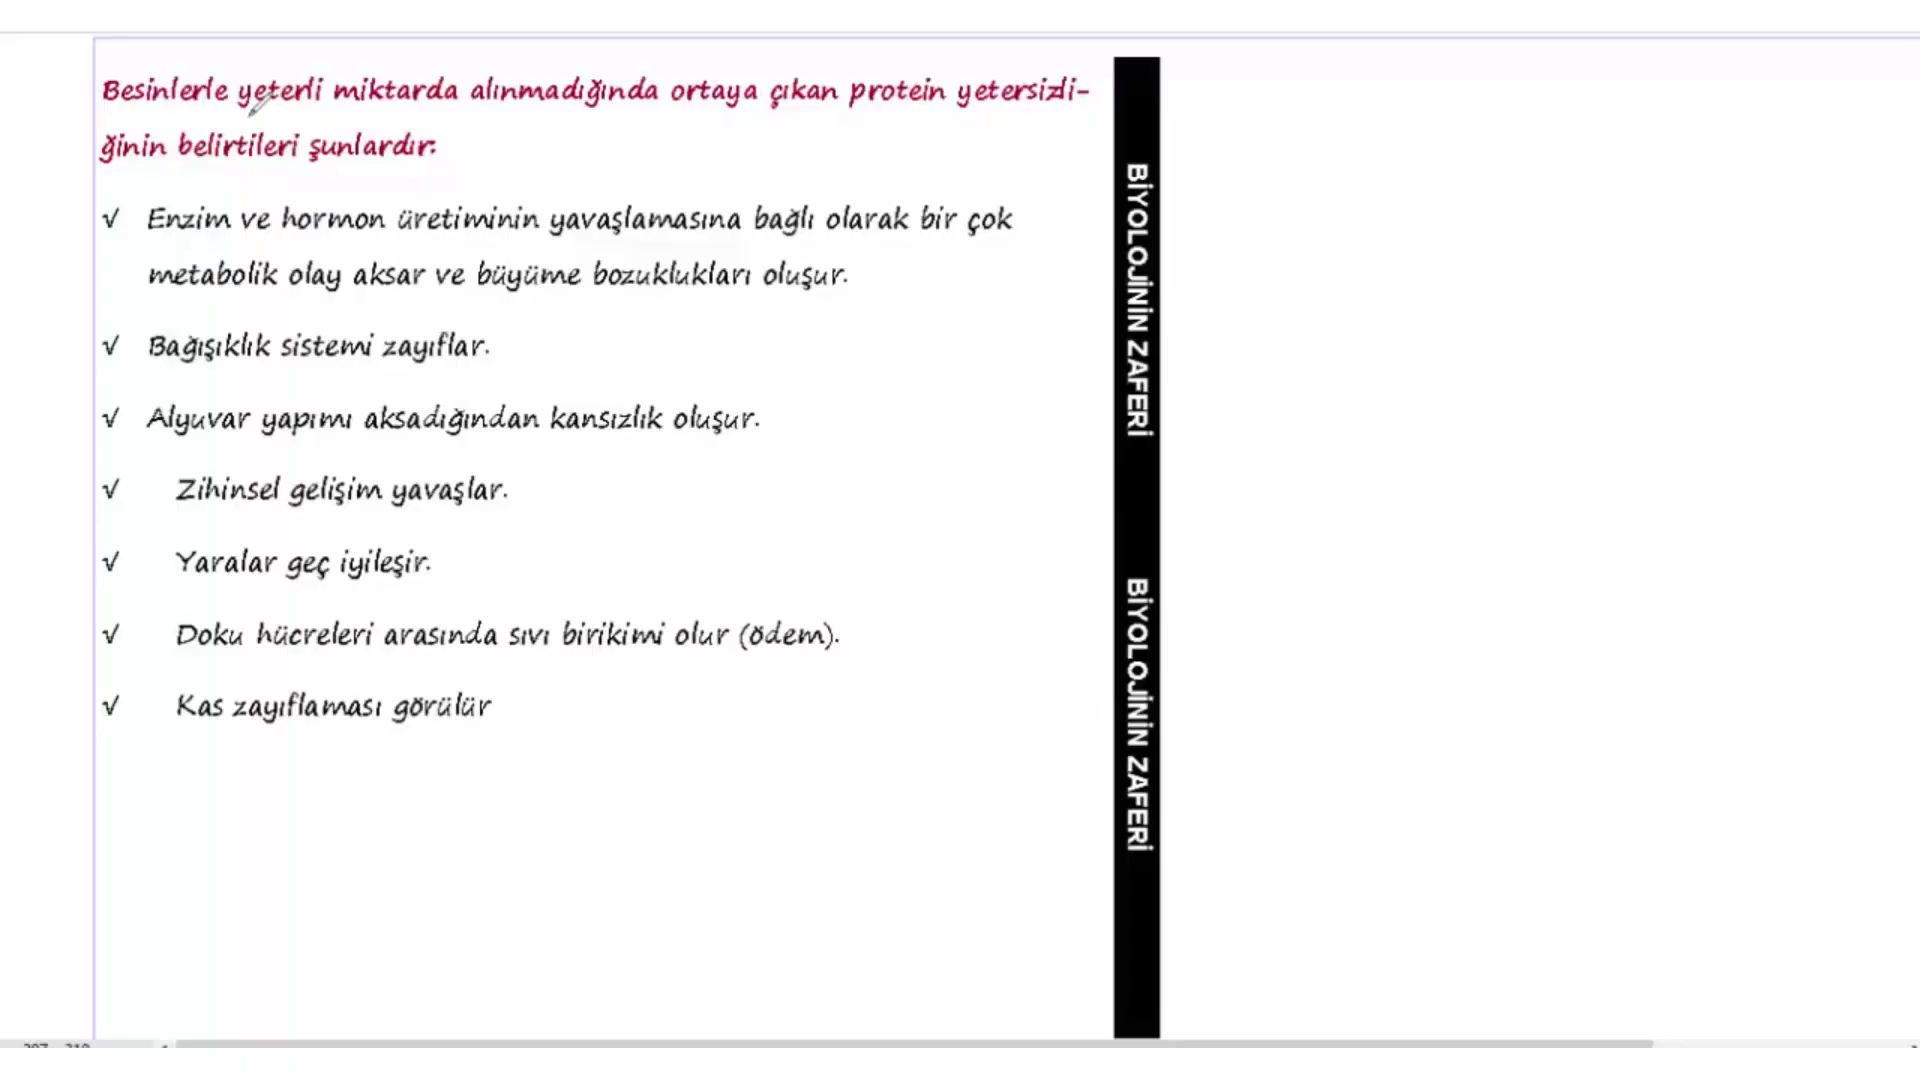 Besinlerle yeterli miktarda alınmadığında ortaya çıkan protein yetersizli-
ğinin belirtileri şunlardır:
√ Enzim ve hormon üretiminin yavaşlamasına bağlı olarak bir çok
metabolik olay aksar ve büyüme bozuklukları oluşur.
√ Bağışıklık sistemi zayıflar.
√ Alyuvar yapımı aksadığından kansızlık oluşur.
√ Zihinsel gelişim yavaşlar.
√ Yaralar geç iyileşir.
√ Doku hücreleri arasında sıvı birikimi olur (ödem).
√ Kas zayıflaması görülür
BİYOLOJİNİN ZAFERİ
BİYOLOJİNİN ZAFERİ